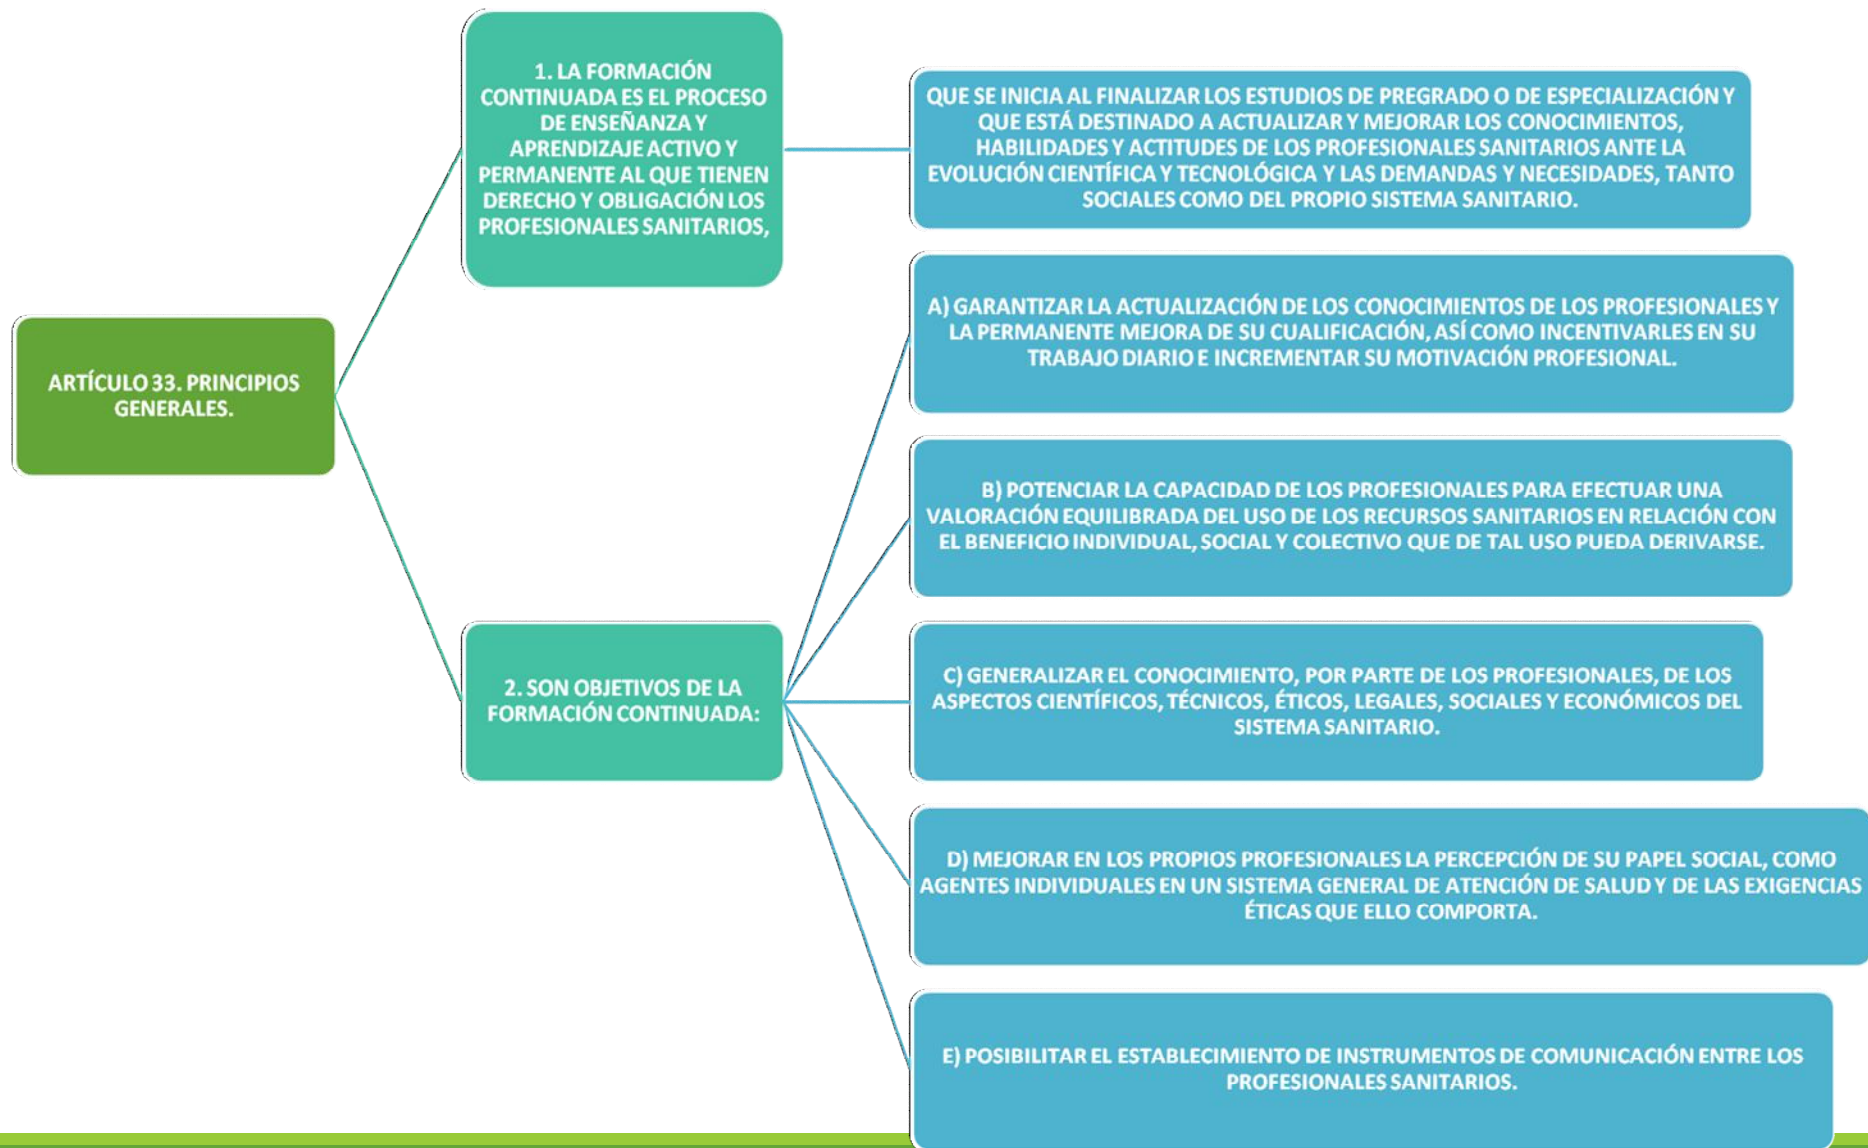 ARTÍCULO 33. PRINCIPIOS
GENERALES.
1. LA FORMACIÓN
CONTINUADA ES EL PROCESO
DE ENSEÑANZA Y
APRENDIZAJE ACTIVO Y
PERMANENTE AL QUE TIENEN
DERECHO Y OBLIGACIÓN LOS
PROFESIONALES SANITARIOS,
QUE SE INICIA AL FINALIZAR LOS ESTUDIOS DE PREGRADO O DE ESPECIALIZACIÓN Y
QUE ESTÁ DESTINADO A ACTUALIZAR Y MEJORAR LOS CONOCIMIENTOS,
HABILIDADES Y ACTITUDES DE LOS PROFESIONALES SANITARIOS ANTE LA
EVOLUCIÓN CIENTÍFICA Y TECNOLÓGICA Y LAS DEMANDAS Y NECESIDADES, TANTO
SOCIALES COMO DEL PROPIO SISTEMA SANITARIO.
2. SON OBJETIVOS DE LA
FORMACIÓN CONTINUADA:
A) GARANTIZAR LA ACTUALIZACIÓN DE LOS CONOCIMIENTOS DE LOS PROFESIONALES Y
LA PERMANENTE MEJORA DE SU CUALIFICACIÓN, ASÍ COMO INCENTIVARLES EN SU
TRABAJO DIARIO E INCREMENTAR SU MOTIVACIÓN PROFESIONAL.
B) POTENCIAR LA CAPACIDAD DE LOS PROFESIONALES PARA EFECTUAR UNA
VALORACIÓN EQUILIBRADA DEL USO DE LOS RECURSOS SANITARIOS EN RELACIÓN CON
EL BENEFICIO INDIVIDUAL, SOCIAL Y COLECTIVO QUE DE TAL USO PUEDA DERIVARSE.
C) GENERALIZAR EL CONOCIMIENTO, POR PARTE DE LOS PROFESIONALES, DE LOS
ASPECTOS CIENTÍFICOS, TÉCNICOS, ÉTICOS, LEGALES, SOCIALES Y ECONÓMICOS DEL
SISTEMA SANITARIO.
D) MEJORAR EN LOS PROPIOS PROFESIONALES LA PERCEPCIÓN DE SU PAPEL SOCIAL, COMO
AGENTES INDIVIDUALES EN UN SISTEMA GENERAL DE ATENCIÓN DE SALUD Y DE LAS EXIGENCIAS
ÉTICAS QUE ELLO COMPORTA.
E) POSIBILITAR EL ESTABLECIMIENTO DE INSTRUMENTOS DE COMUNICACIÓN ENTRE LOS
PROFESIONALES SANITARIOS.